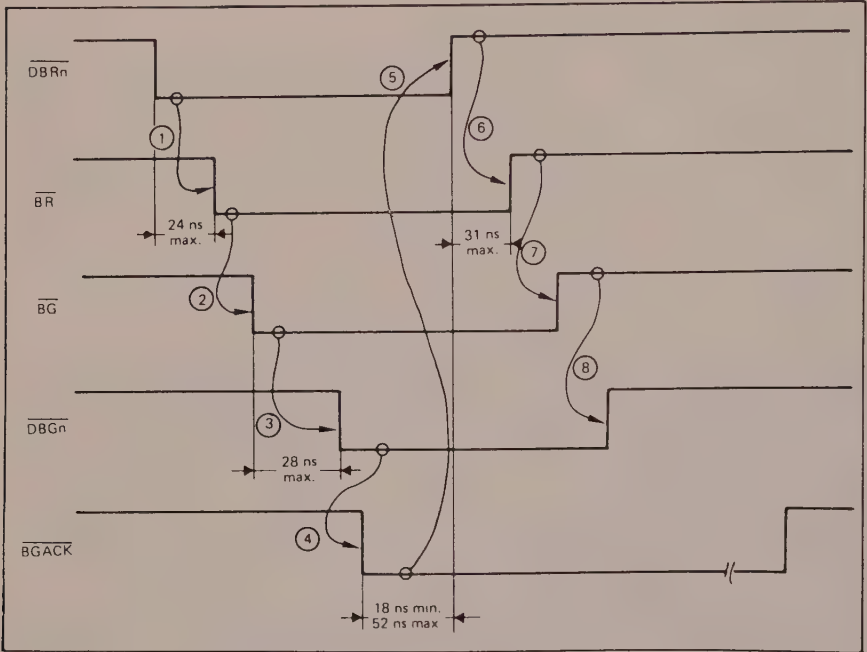 DBRn
5
1
6
BR
24 ns
max.
31 ns
max.
7
2
BG
8
DBGn
3
28 ns
max.
4
BGACK
18 ns min.
52 ns max